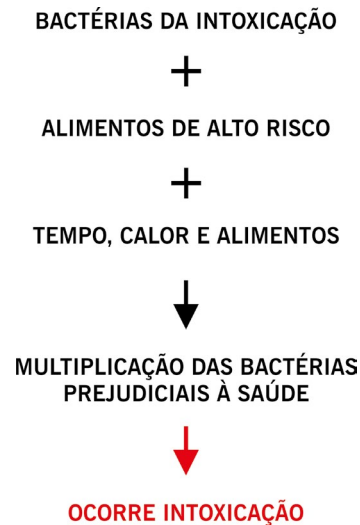 BACTÉRIAS DA INTOXICAÇÃO
+
ALIMENTOS DE ALTO RISCO
+
TEMPO, CALOR E ALIMENTOS
MULTIPLICAÇÃO DAS BACTÉRIAS
PREJUDICIAIS À SAÚDE
OCORRE INTOXICAÇÃO